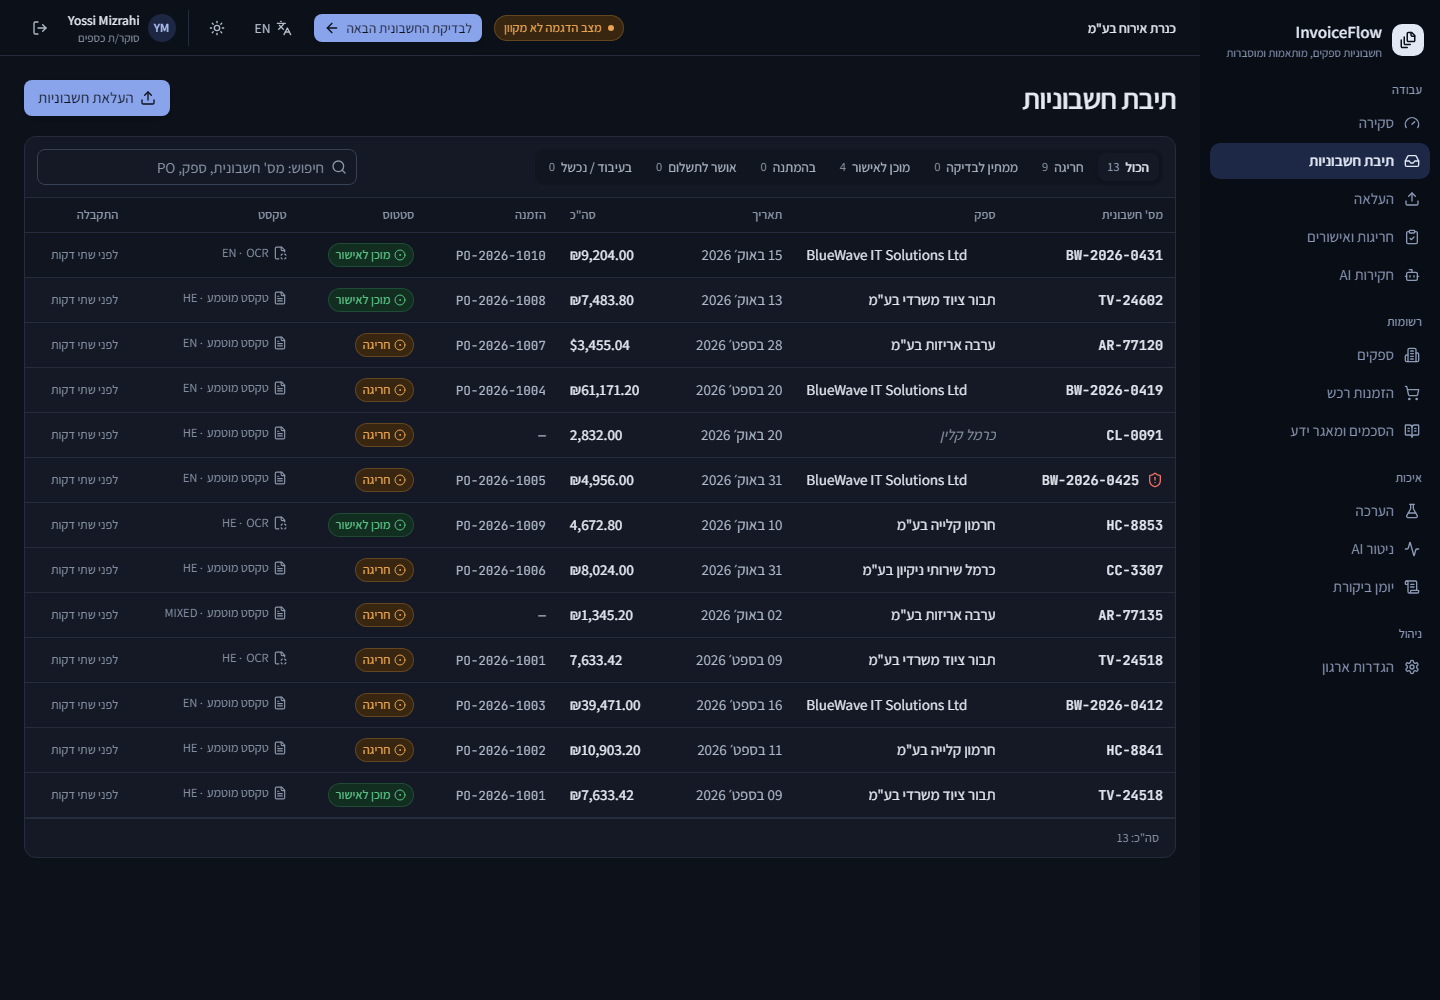 InvoiceFlow
חשבוניות ספקים, מותאמות ומוסברות
עבודה
סקירה
תיבת חשבוניות
העלאה
חריגות ואישורים
חקירות AI
רשומות
ספקים
הזמנות רכש
הסכמים ומאגר ידע
איכות
הערכה
ניטור AI
יומן ביקורת
ניהול
הגדרות ארגון
כנרת אירוח בע"מ
מצב הדגמה לא מקוון
לבדיקת החשבונית הבאה
EN
YM
Yossi Mizrahi
סוקר/ת כספים
תיבת חשבוניות
העלאת חשבוניות
הכול 13 חריגה 9 ממתין לבדיקה 0 מוכן לאישור 4 בהמתנה 0 אושר לתשלום 0 בעיבוד / נכשל 0
חיפוש: מס' חשבונית, ספק, PO
מס' חשבונית ספק תאריך סה"כ הזמנה סטטוס טקסט התקבלה
BW-2026-0431 BlueWave IT Solutions Ltd 15 באוק׳ 2026 ₪9,204.00 PO-2026-1010 מוכן לאישור EN · OCR לפני שתי דקות
TV-24602 תבור ציוד משרדי בע"מ 13 באוק׳ 2026 ₪7,483.80 PO-2026-1008 מוכן לאישור טקסט מוטמע · HE לפני שתי דקות
AR-77120 ערבה אריזות בע"מ 28 בספט׳ 2026 $3,455.04 PO-2026-1007 חריגה טקסט מוטמע · EN לפני שתי דקות
BW-2026-0419 BlueWave IT Solutions Ltd 20 באוק׳ 2026 ₪61,171.20 PO-2026-1004 חריגה טקסט מוטמע · EN לפני שתי דקות
CL-0091 כרמל קלין 20 באוק׳ 2026 2,832.00 — חריגה טקסט מוטמע · HE לפני שתי דקות
BW-2026-0425 BlueWave IT Solutions Ltd 31 באוק׳ 2026 ₪4,956.00 PO-2026-1005 חריגה טקסט מוטמע · EN לפני שתי דקות
HC-8853 חרמון קלייה בע"מ 10 באוק׳ 2026 4,672.80 PO-2026-1009 מוכן לאישור HE · OCR לפני שתי דקות
CC-3307 כרמל שירותי ניקיון בע"מ 31 באוק׳ 2026 ₪8,024.00 PO-2026-1006 חריגה טקסט מוטמע · HE לפני שתי דקות
AR-77135 ערבה אריזות בע"מ 02 באוק׳ 2026 ₪1,345.20 — חריגה טקסט מוטמע · MIXED לפני שתי דקות
TV-24518 תבור ציוד משרדי בע"מ 09 בספט׳ 2026 7,633.42 PO-2026-1001 חריגה HE · OCR לפני שתי דקות
BW-2026-0412 BlueWave IT Solutions Ltd 16 בספט׳ 2026 ₪39,471.00 PO-2026-1003 חריגה טקסט מוטמע · EN לפני שתי דקות
HC-8841 חרמון קלייה בע"מ 11 בספט׳ 2026 ₪10,903.20 PO-2026-1002 חריגה טקסט מוטמע · HE לפני שתי דקות
TV-24518 תבור ציוד משרדי בע"מ 09 בספט׳ 2026 ₪7,633.42 PO-2026-1001 מוכן לאישור טקסט מוטמע · HE לפני שתי דקות
סה"כ: 13